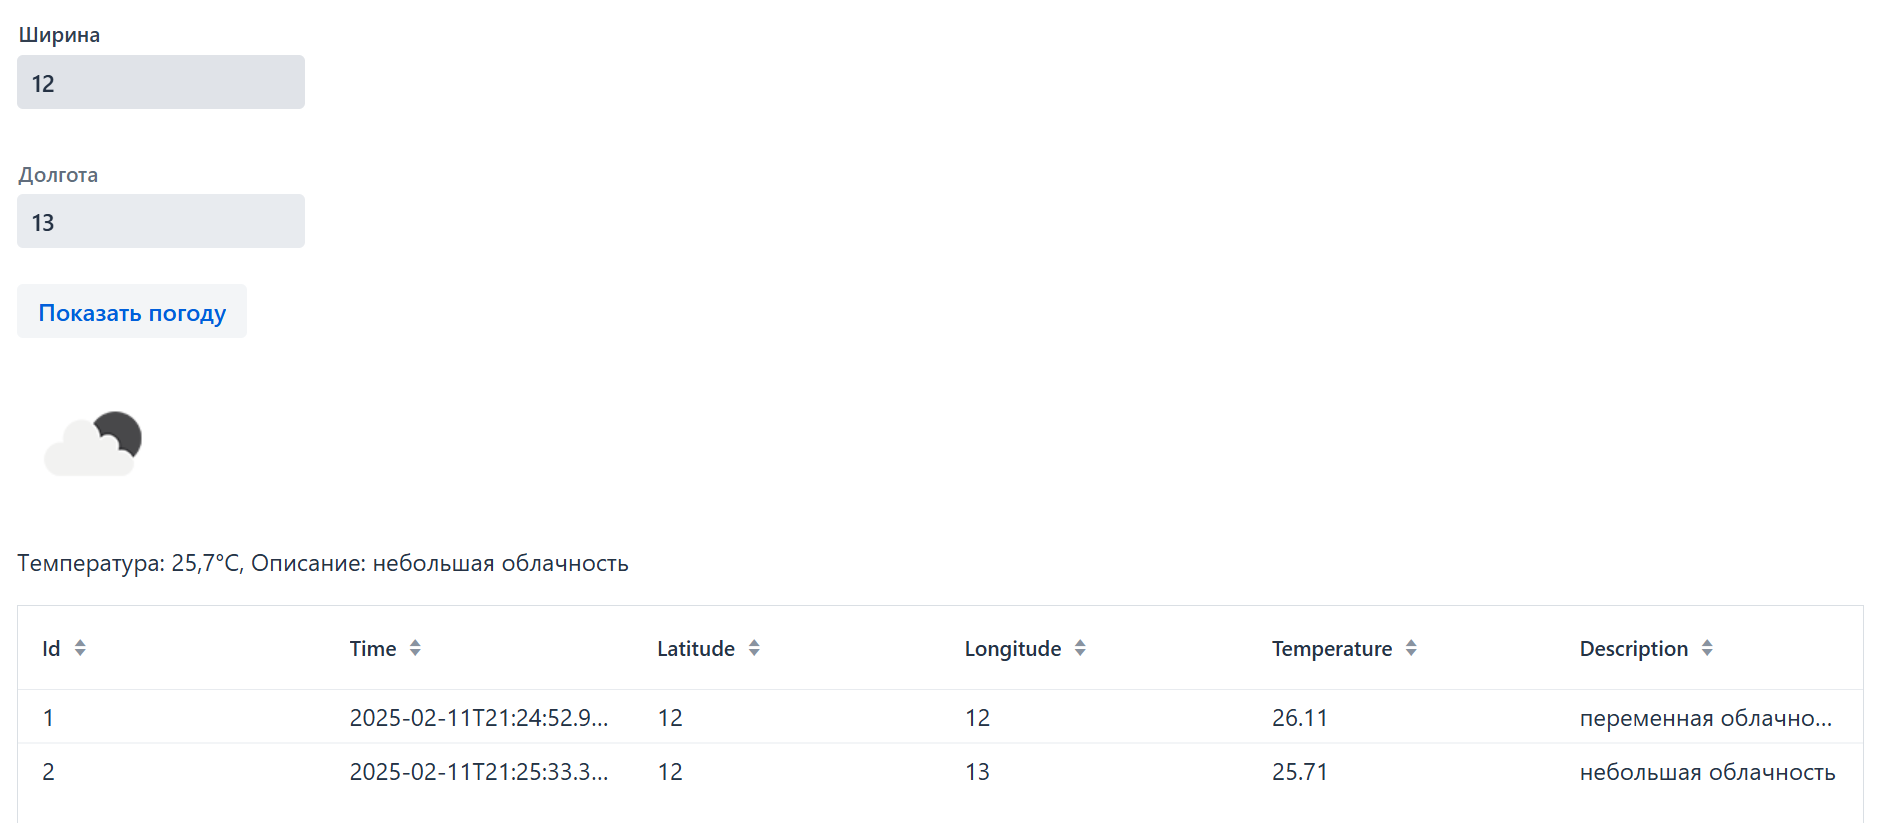 Ширина
12
Долгота
13
Показать погоду
Температура: 25,7°C, Описание: небольшая облачность
Id Time Latitude Longitude Temperature Description
1 2025-02-11T21:24:52.9... 12 12 26.11 переменная облачно...
2 2025-02-11T21:25:33.3... 12 13 25.71 небольшая облачность